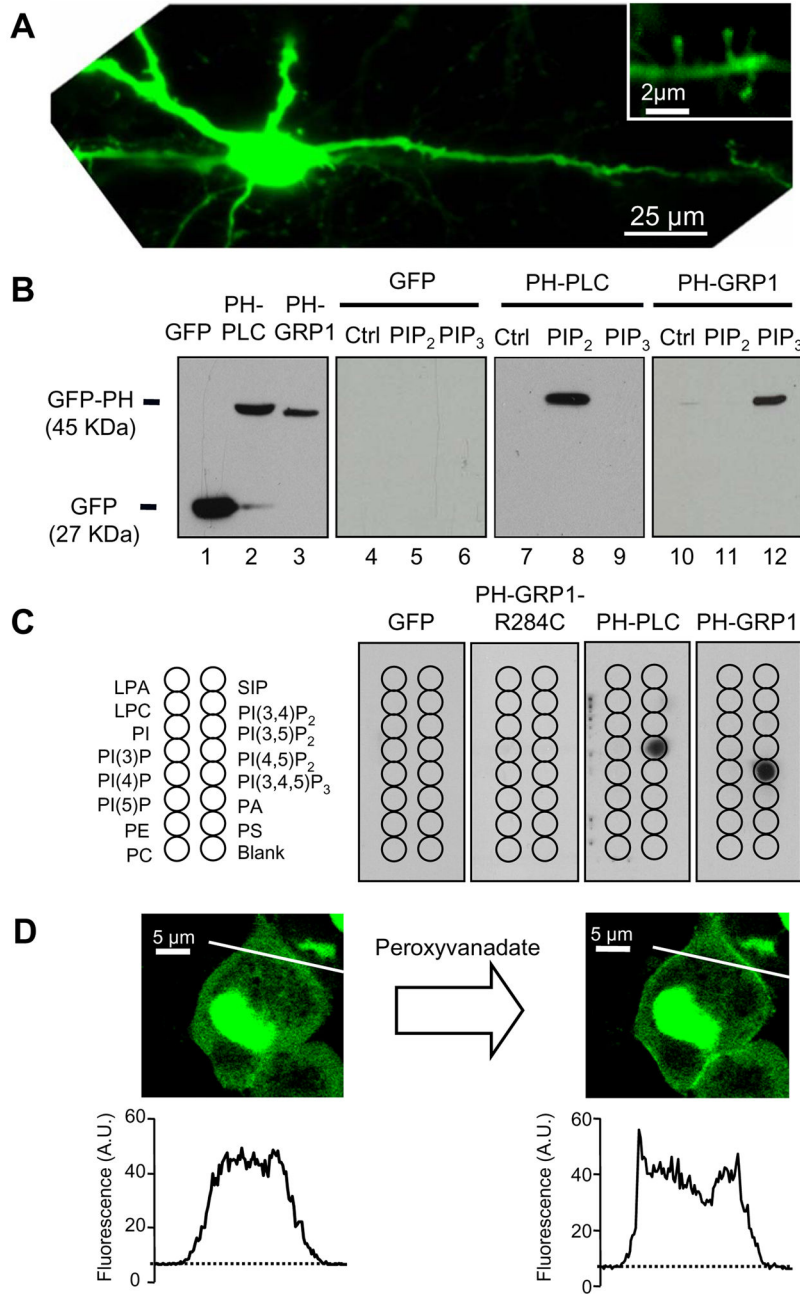 A
2µm
25 µm
B
GFP PH-PLC PH-GRP1
GFP
PH-PLC
PH-GRP1
Ctrl PIP2 PIP3
Ctrl PIP2 PIP3
Ctrl PIP2 PIP3
GFP-PH
(45 KDa)
GFP
(27 KDa)
1 2 3 4 5 6 7 8 9 10 11 12
C
GFP
PH-GRP1-
R284C
PH-PLC
PH-GRP1
LPA SIP
LPC PI(3,4)P2
PI PI(3,5)P2
PI(3)P PI(4,5)P2
PI(4)P PI(3,4,5)P3
PI(5)P PA
PE PS
PC Blank
D
5 µm
Peroxyvanadate
5 µm
Fluorescence (A.U.)
60
40
20
0
Fluorescence (A.U.)
60
40
20
0